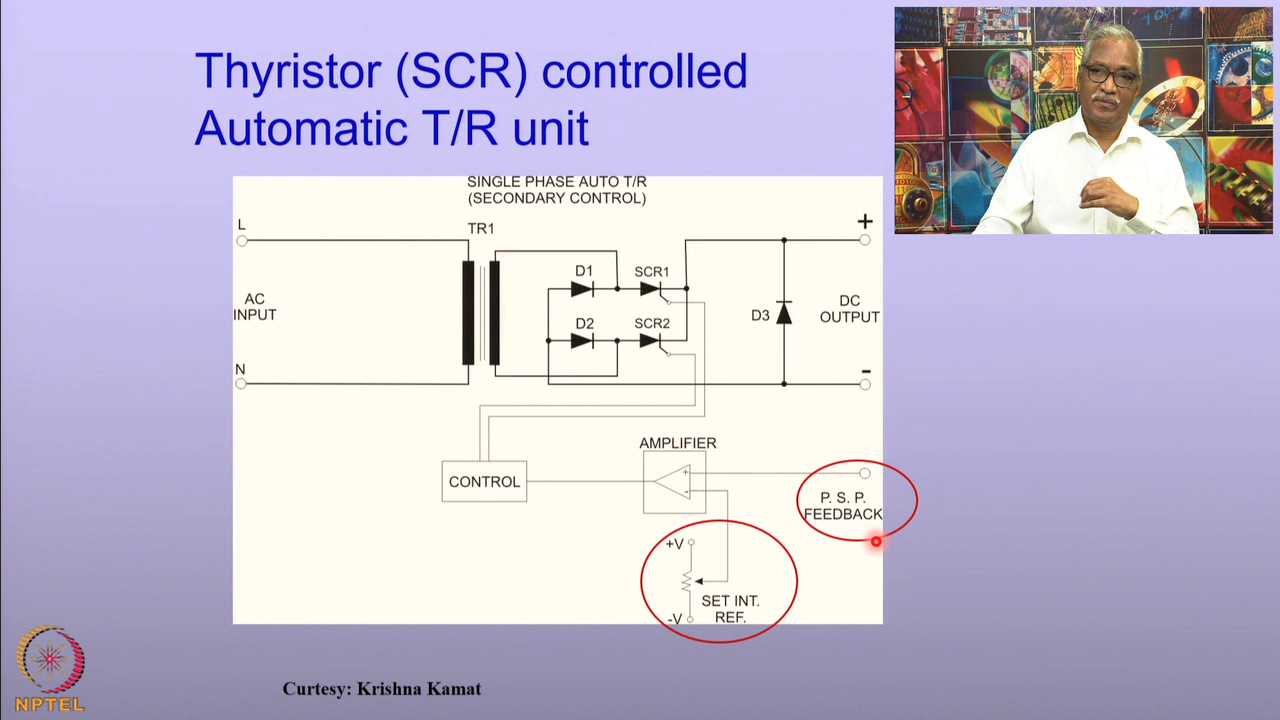 Thyristor (SCR) controlled
Automatic T/R unit
SINGLE PHASE AUTO T/R
(SECONDARY CONTROL)
L
TR1
+
D1
SCR1
AC
INPUT
D2
SCR2
D3
DC
OUTPUT
N
-
AMPLIFIER
CONTROL
+
-
P. S. P.
FEEDBACK
+V
SET INT.
REF.
-V
Curtesy: Krishna Kamat
NPTEL